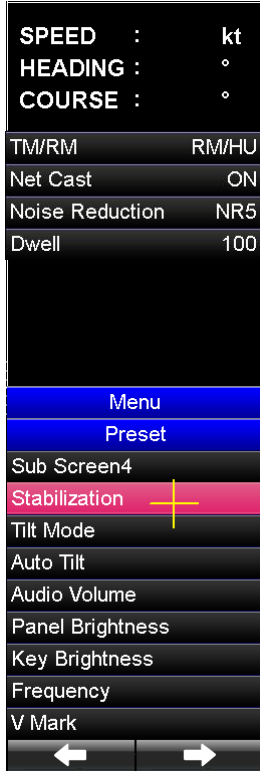 SPEED : kt
HEADING : °
COURSE : °
TM/RM RM/HU
Net Cast ON
Noise Reduction NR5
Dwell 100
Menu
Preset
Sub Screen4
Stabilization
Tilt Mode
Auto Tilt
Audio Volume
Panel Brightness
Key Brightness
Frequency
V Mark